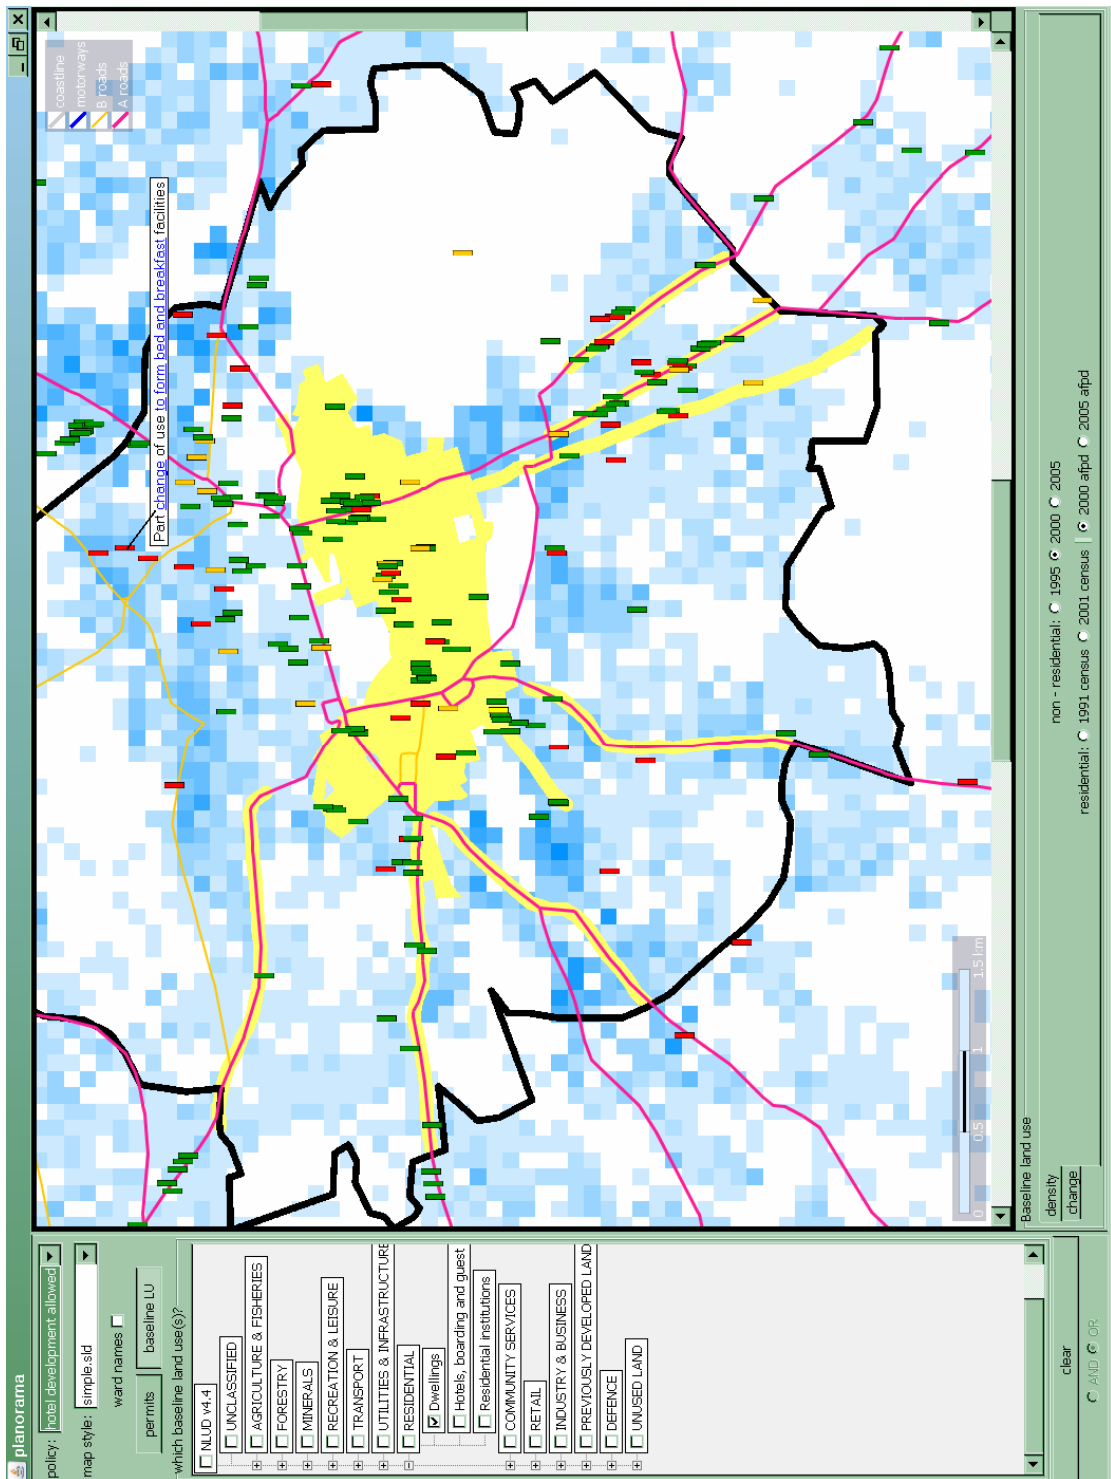 planorama
policy: hotel development allowed
map style: simple.sld
ward names
permits
baseline LU
which baseline land use(s)?
NLUD v4.4
UNCLASSIFIED
AGRICULTURE & FISHERIES
FORESTRY
MINERALS
RECREATION & LEISURE
TRANSPORT
UTILITIES & INFRASTRUCTURE
RESIDENTIAL
Dwellings
Hotels, boarding and guest
Residential institutions
COMMUNITY SERVICES
RETAIL
INDUSTRY & BUSINESS
PREVIOUSLY DEVELOPED LAND
DEFENCE
UNUSED LAND
clear
AND OR
coastline
motorways
B roads
A roads
Part change of use to form bed and breakfast facilities
0 0.5 1 1.5 km
Baseline land use
density
change
non - residential: 1995 2000 2005
residential: 1991 census 2001 census 2000 afpd 2005 afpd